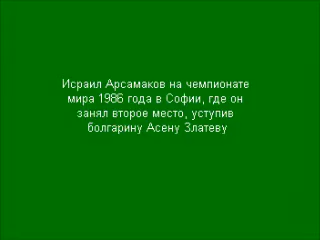 Исраил Арсамаков на чемпионате
мира 1986 года в Софии, где он
занял второе место, уступив
болгарину Асену Златеву